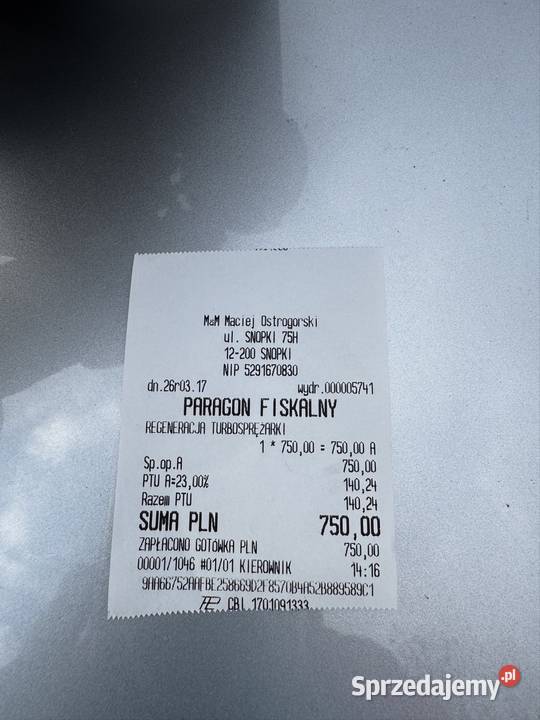 M&M Maciej Ostrogorski
ul. SNOPKI 75H
12-200 SNOPKI
NIP 5291670830
dn.26r03.17 wydr.000005741
PARAGON FISKALNY
REGENERACJA TURBOSPRĘŻARKI
1 * 750,00 = 750,00 A
Sp.op.A 750,00
PTU A=23,00% 140,24
Razem PTU 140,24
SUMA PLN 750,00
ZAPŁACONO GOTÓWKA PLN 750,00
00001/1046 #01/01 KIEROWNIK 14:16
CBL 1701091333
Sprzedajemy.pl